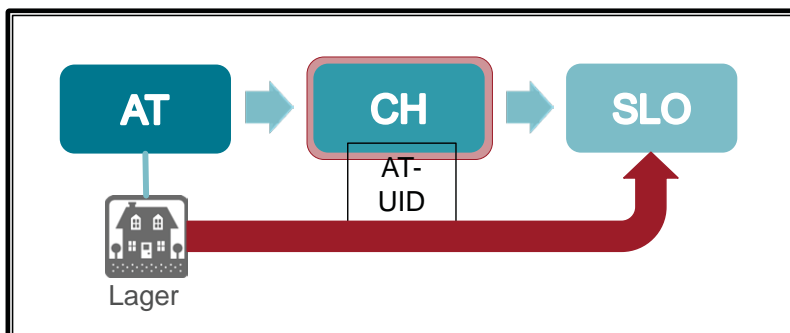 AT
CH
SLO
AT-
UID
Lager